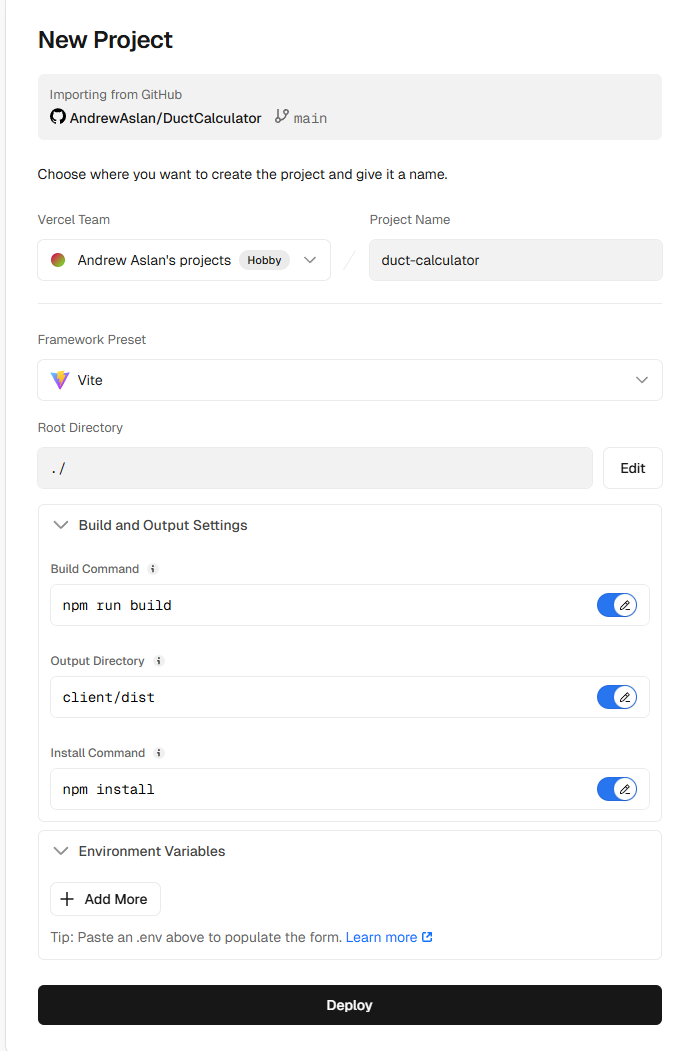 New Project
Importing from GitHub
AndrewAslan/DuctCalculator main
Choose where you want to create the project and give it a name.
Vercel Team
Project Name
Andrew Aslan's projects Hobby
/
duct-calculator
Framework Preset
Vite
Root Directory
./
Edit
Build and Output Settings
Build Command
npm run build
Output Directory
client/dist
Install Command
npm install
Environment Variables
Add More
Tip: Paste an .env above to populate the form. Learn more
Deploy